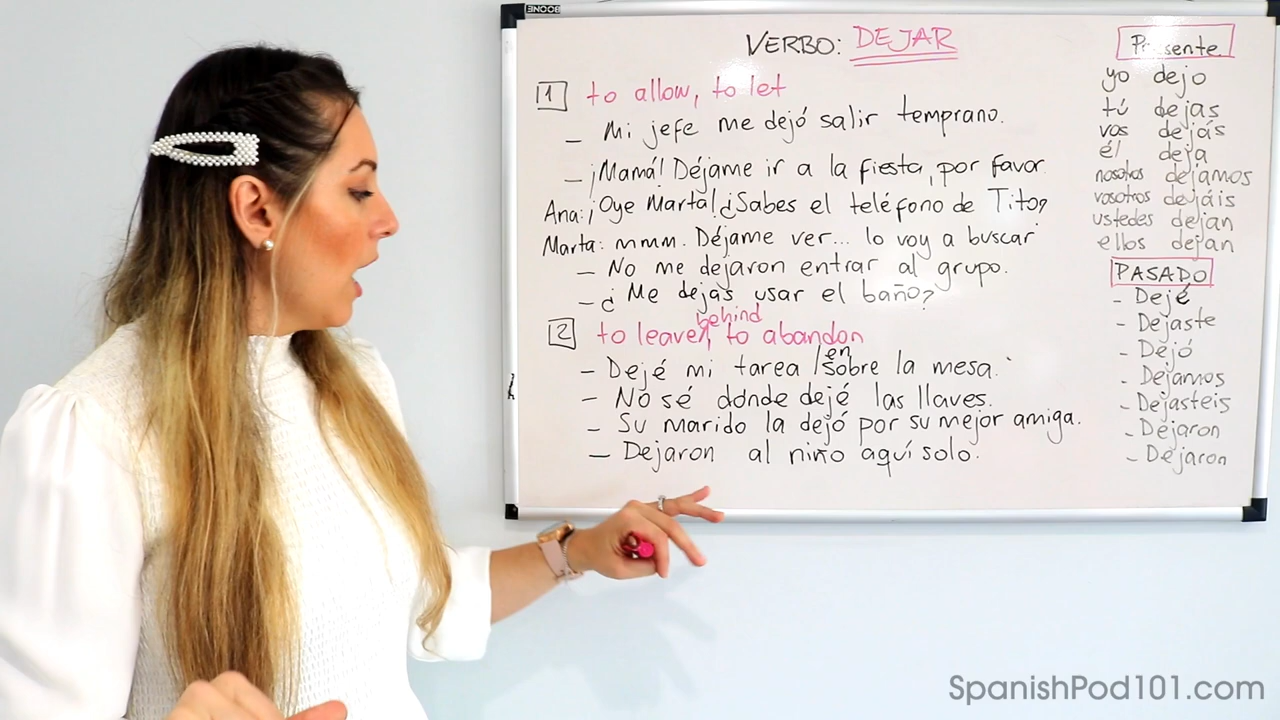 BOONE
VERBO: DEJAR
1 to allow, to let
– Mi jefe me dejó salir temprano.
– ¡Mamá! Déjame ir a la fiesta, por favor
Ana: ¡Oye Marta! ¿Sabes el teléfono de Tito?
Marta: mmm. Déjame ver... lo voy a buscar
– No me dejaron entrar al grupo.
– ¿Me dejas usar el baño?
behind
2 to leave, to abandon
en
– Dejé mi tarea / sobre la mesa.
– No sé dónde dejé las llaves.
– Su marido la dejó por su mejor amiga.
– Dejaron al niño aquí solo.
Presente
yo dejo
tú dejas
vos dejás
él deja
nosotros dejamos
vosotros dejáis
ustedes dejan
ellos dejan
PASADO
- Dejé
- Dejaste
- Dejó
- Dejamos
- Dejasteis
- Dejaron
- Dejaron
SpanishPod101.com